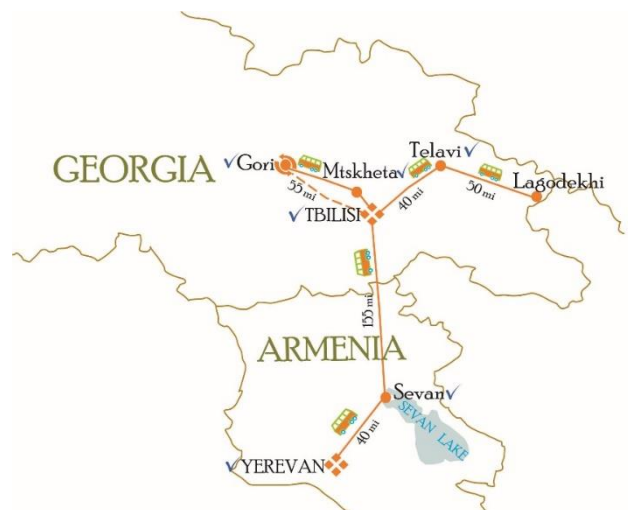 Telavi
GEORGIA
Gori
Mtskheta
Lagodekhi
55 mi
40 mi
50 mi
TBILISI
155 mi
ARMENIA
Sevan
SEVAN LAKE
40 mi
YEREVAN